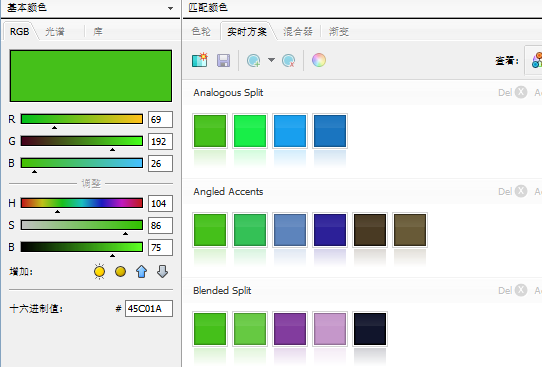 基本颜色
RGB 光谱 库
R 69
G 192
B 26
调整
H 104
S 86
B 75
增加:
十六进制值: # 45C01A
匹配颜色
色轮 实时方案 混合器 渐变
查看:
Analogous Split Del
Angled Accents Del
Blended Split Del